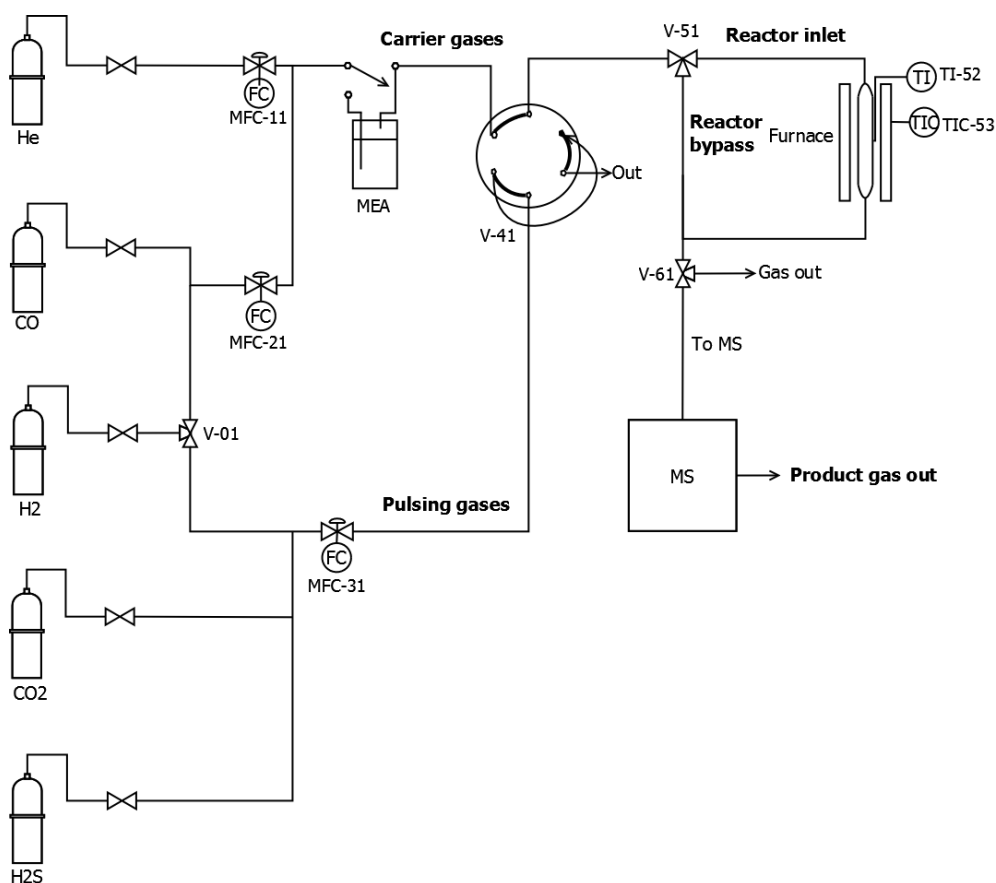 V-51
Carrier gases
Reactor inlet
FC
MFC-11
TI
TI-52
He
Reactor
bypass
Furnace
TIC
TIC-53
MEA
Out
V-41
V-61
Gas out
CO
FC
MFC-21
To MS
V-01
MS
Product gas out
H2
Pulsing gases
FC
MFC-31
CO2
H2S